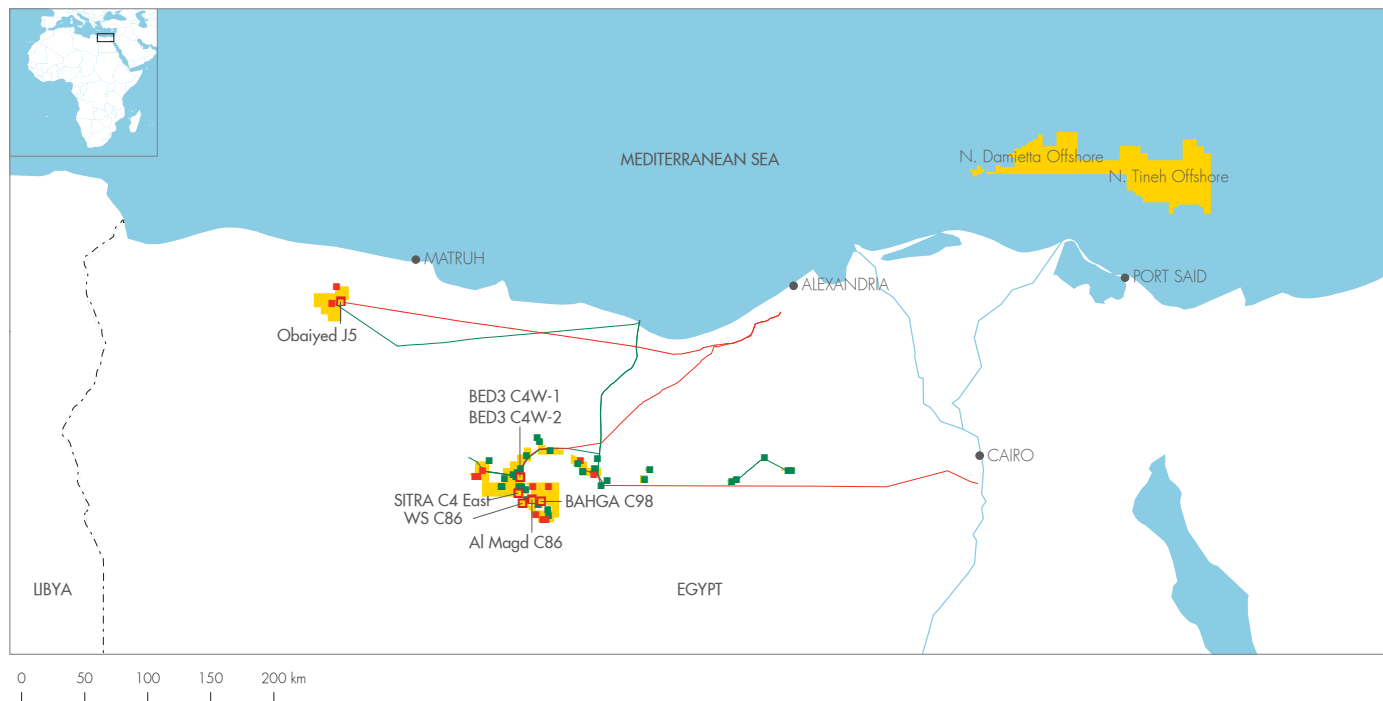 MEDITERRANEAN SEA
N. Damietta Offshore
N. Tineh Offshore
MATRUH
ALEXANDRIA
PORT SAID
Obaiyed J5
BED3 C4W-1
BED3 C4W-2
CAIRO
SITRA C4 East
BAHGA C98
WS C86
Al Magd C86
LIBYA
EGYPT
0 50 100 150 200 km